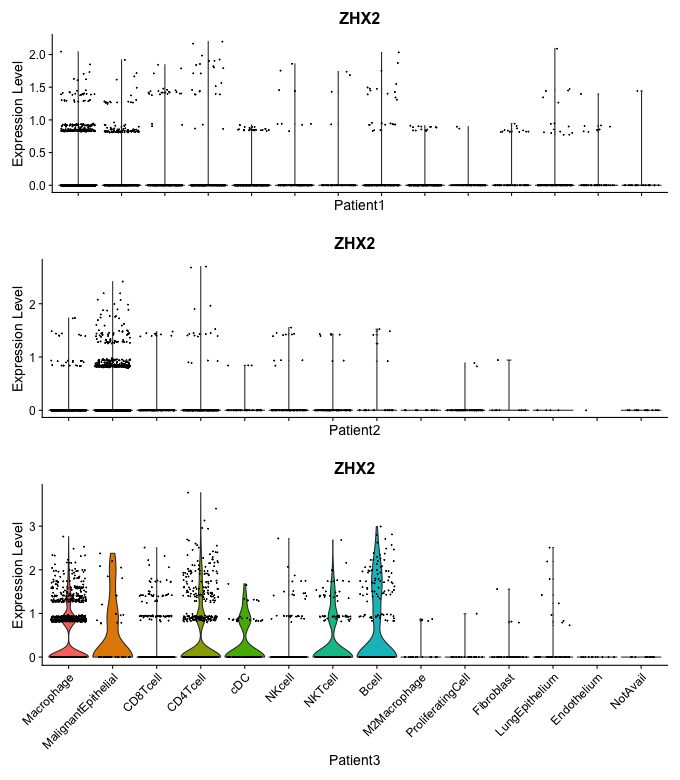 ZHX2
Expression Level
2.0
1.5
1.0
0.5
0.0
Patient1
ZHX2
Expression Level
2
1
0
Patient2
ZHX2
Expression Level
3
2
1
0
Macrophage
MalignantEpithelial
CD8Tcell
CD4Tcell
cDC
NKcell
NKTcell
Bcell
M2Macrophage
ProliferatingCell
Fibroblast
LungEpithelium
Endothelium
NotAvail
Patient3